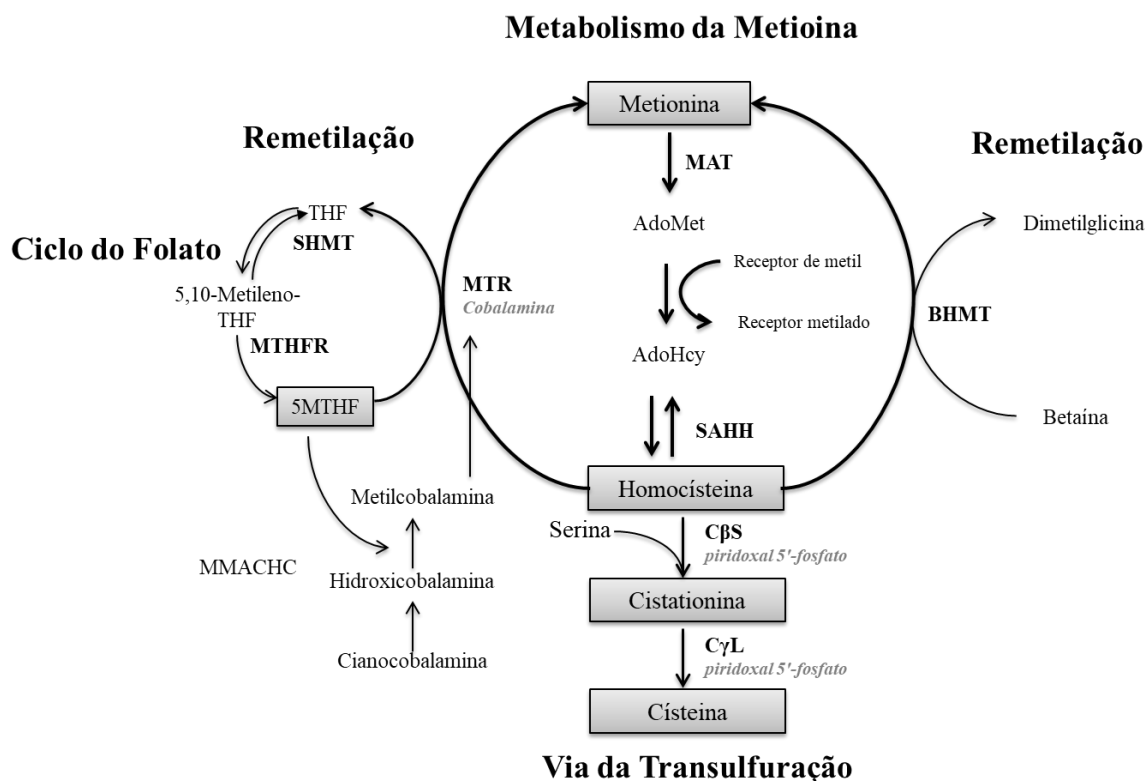 Metabolismo da Metioina
Metionina
Remetilação
Remetilação
MAT
THF
AdoMet
Dimetilglicina
SHMT
Ciclo do Folato
Receptor de metil
5,10-Metileno-
THF
MTR
Cobalamina
BHMT
Receptor metilado
MTHFR
AdoHcy
5MTHF
Betaína
SAHH
Metilcobalamina
Homocísteina
Serina
CβS
piridoxal 5'-fosfato
MMACHC
Hidroxicobalamina
Cistationina
CγL
piridoxal 5'-fosfato
Cianocobalamina
Císteina
Via da Transulfuração